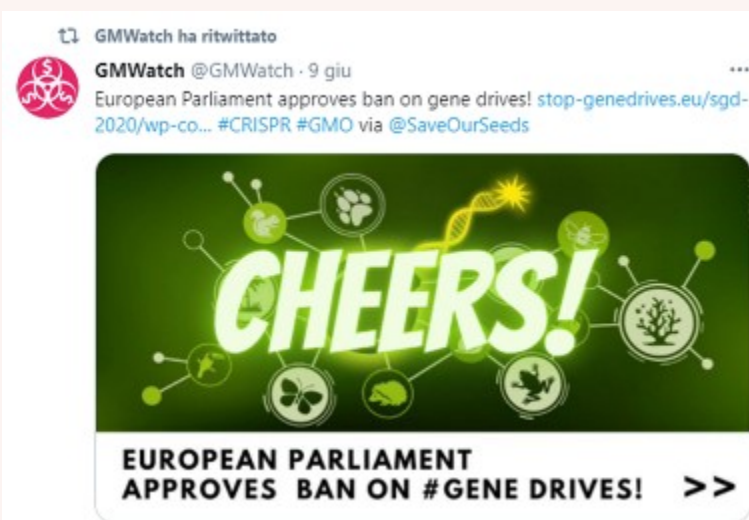 GMWatch ha ritwittato
GMWatch @GMWatch · 9 giu
European Parliament approves ban on gene drives! stop-genedrives.eu/sgd-
2020/wp-co... #CRISPR #GMO via @SaveOurSeeds
CHEERS!
EUROPEAN PARLIAMENT
APPROVES BAN ON #GENE DRIVES! >>